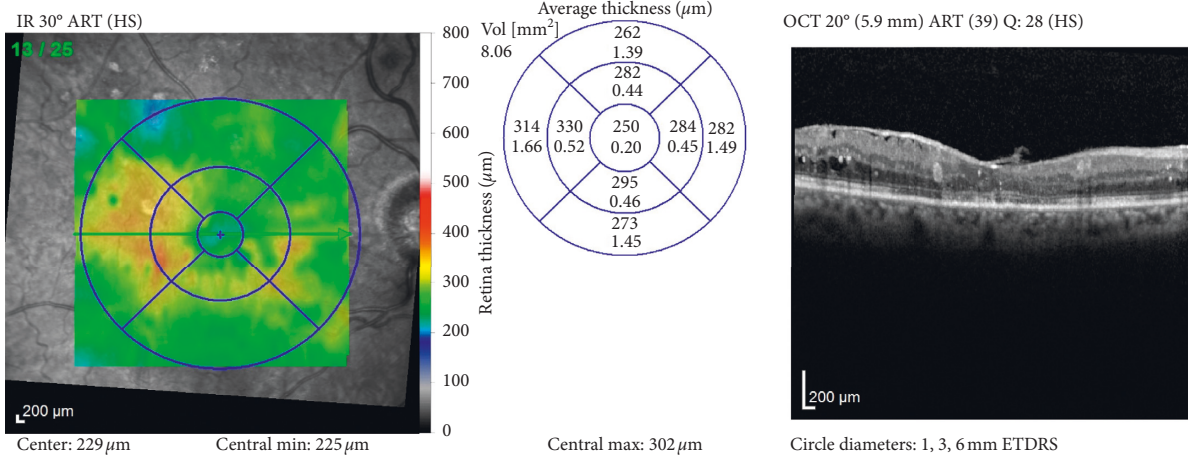 IR 30° ART (HS)
13 / 25
200 µm
800
700
600
500
400
300
200
100
0
Retina thickness (µm)
Average thickness (µm)
Vol [mm²]
8.06
262
1.39
282
0.44
314
1.66
330
0.52
250
0.20
284
0.45
282
1.49
295
0.46
273
1.45
OCT 20° (5.9 mm) ART (39) Q: 28 (HS)
200 µm
Center: 229 µm
Central min: 225 µm
Central max: 302 µm
Circle diameters: 1, 3, 6 mm ETDRS